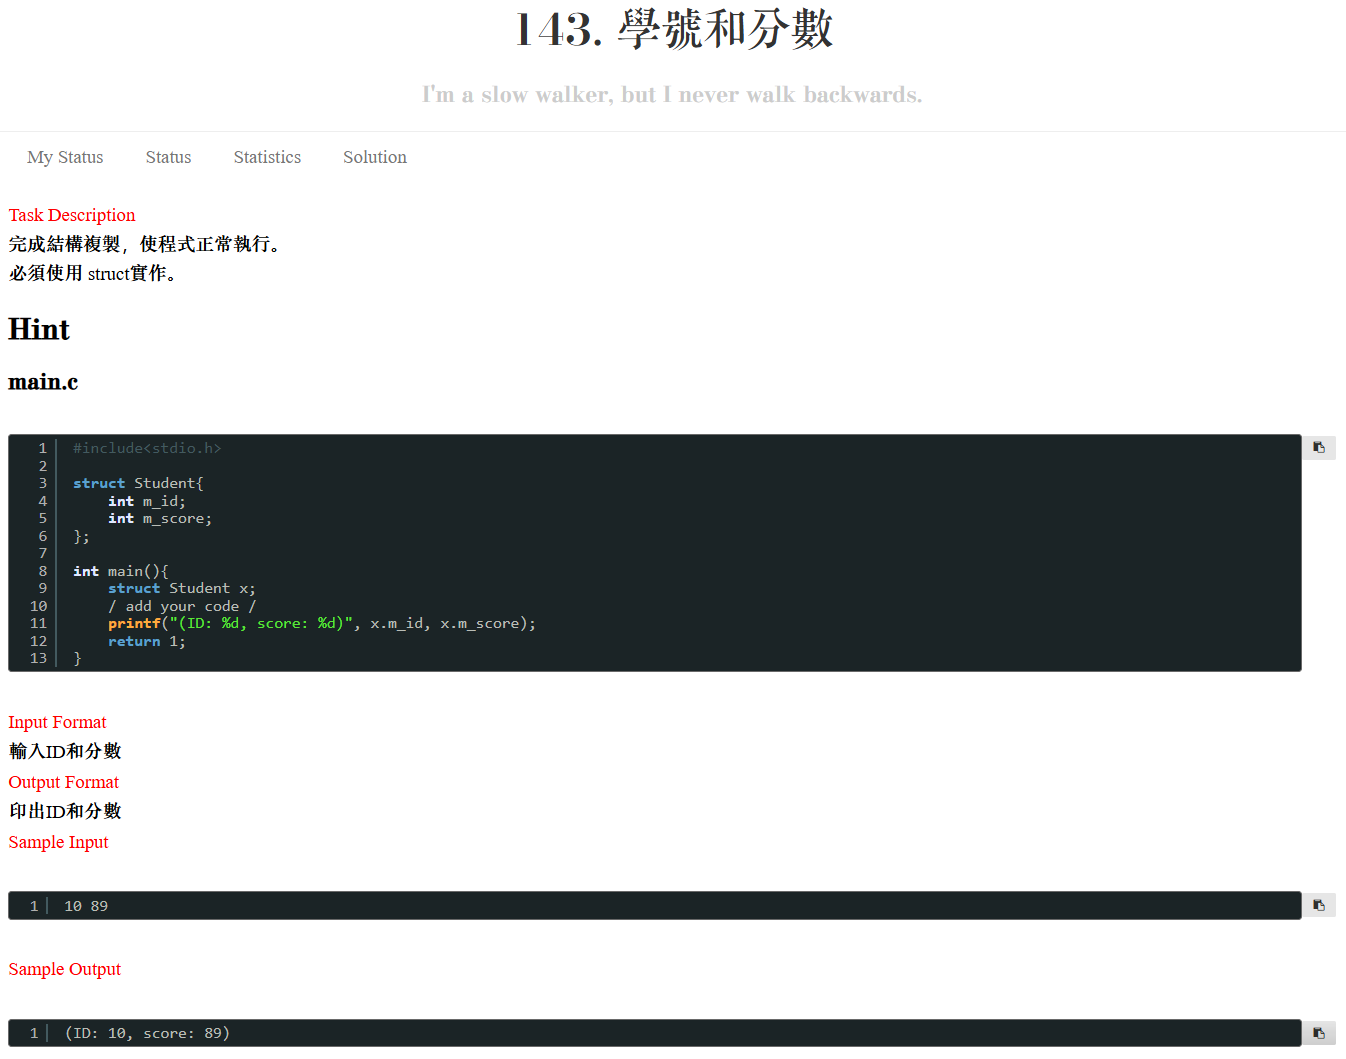 143. 學號和分數
I'm a slow walker, but I never walk backwards.
My Status Status Statistics Solution
Task Description
完成結構複製，使程式正常執行。
必須使用 struct實作。
Hint
main.c
1 #include<stdio.h>
2
3 struct Student{
4     int m_id;
5     int m_score;
6 };
7
8 int main(){
9     struct Student x;
10     / add your code /
11     printf("(ID: %d, score: %d)", x.m_id, x.m_score);
12     return 1;
13 }
Input Format
輸入ID和分數
Output Format
印出ID和分數
Sample Input
1 10 89
Sample Output
1 (ID: 10, score: 89)